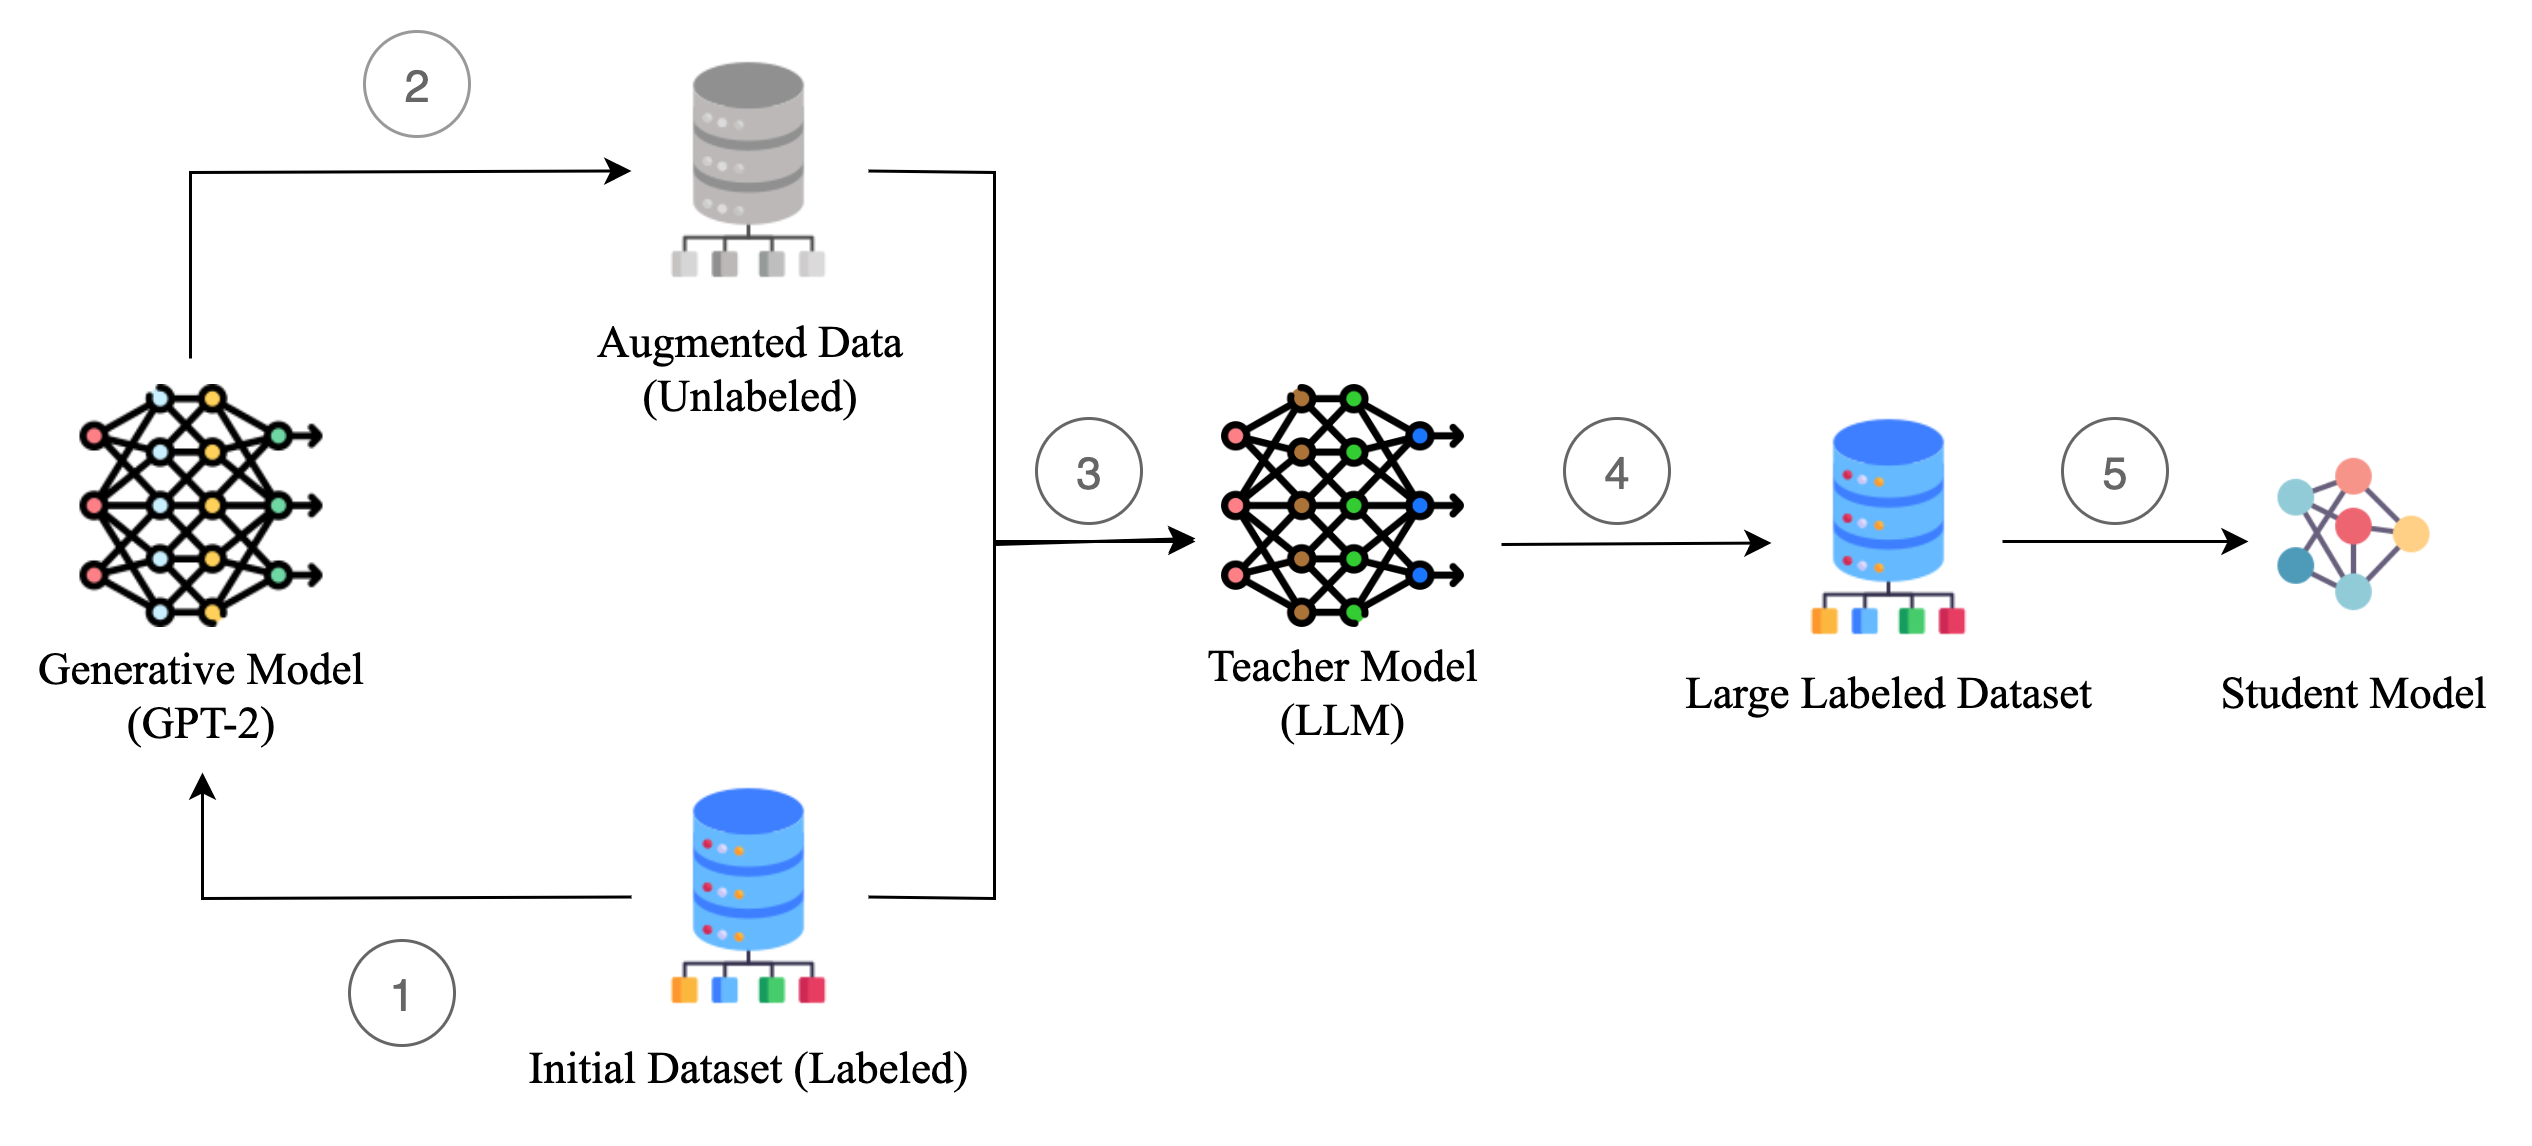 2
Augmented Data
(Unlabeled)
Generative Model
(GPT-2)
1
Initial Dataset (Labeled)
3
Teacher Model
(LLM)
4
Large Labeled Dataset
5
Student Model